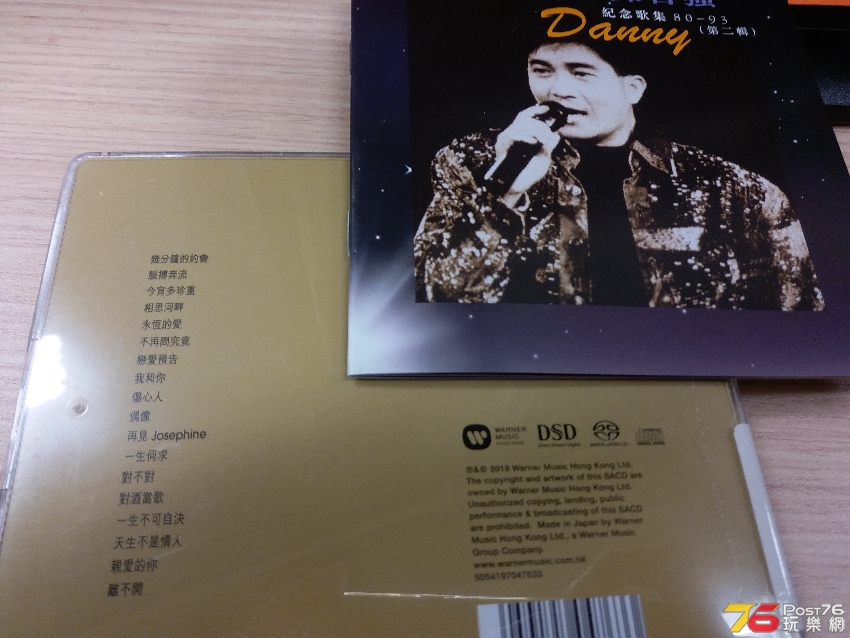 紀念歌集 80-93
Danny
(第二輯)
幾分鐘的約會
脈搏奔流
今宵多珍重
相思河畔
永恆的愛
不再問究竟
戀愛預告
我和你
傷心人
偶像
再見 Josephine
一生何求
對不對
對酒當歌
一生不可自決
天生不是情人
親愛的你
離不開
WARNER MUSIC
DSD
℗&© 2019 Warner Music Hong Kong Ltd.
The copyright and artwork of this SACD are
owned by Warner Music Hong Kong Ltd.
Unauthorized copying, lending, public
performance & broadcasting of this SACD
are prohibited. Made in Japan by Warner
Music Hong Kong Ltd., a Warner Music
Group Company.
www.warnermusic.com.hk
76 Post76
玩樂網